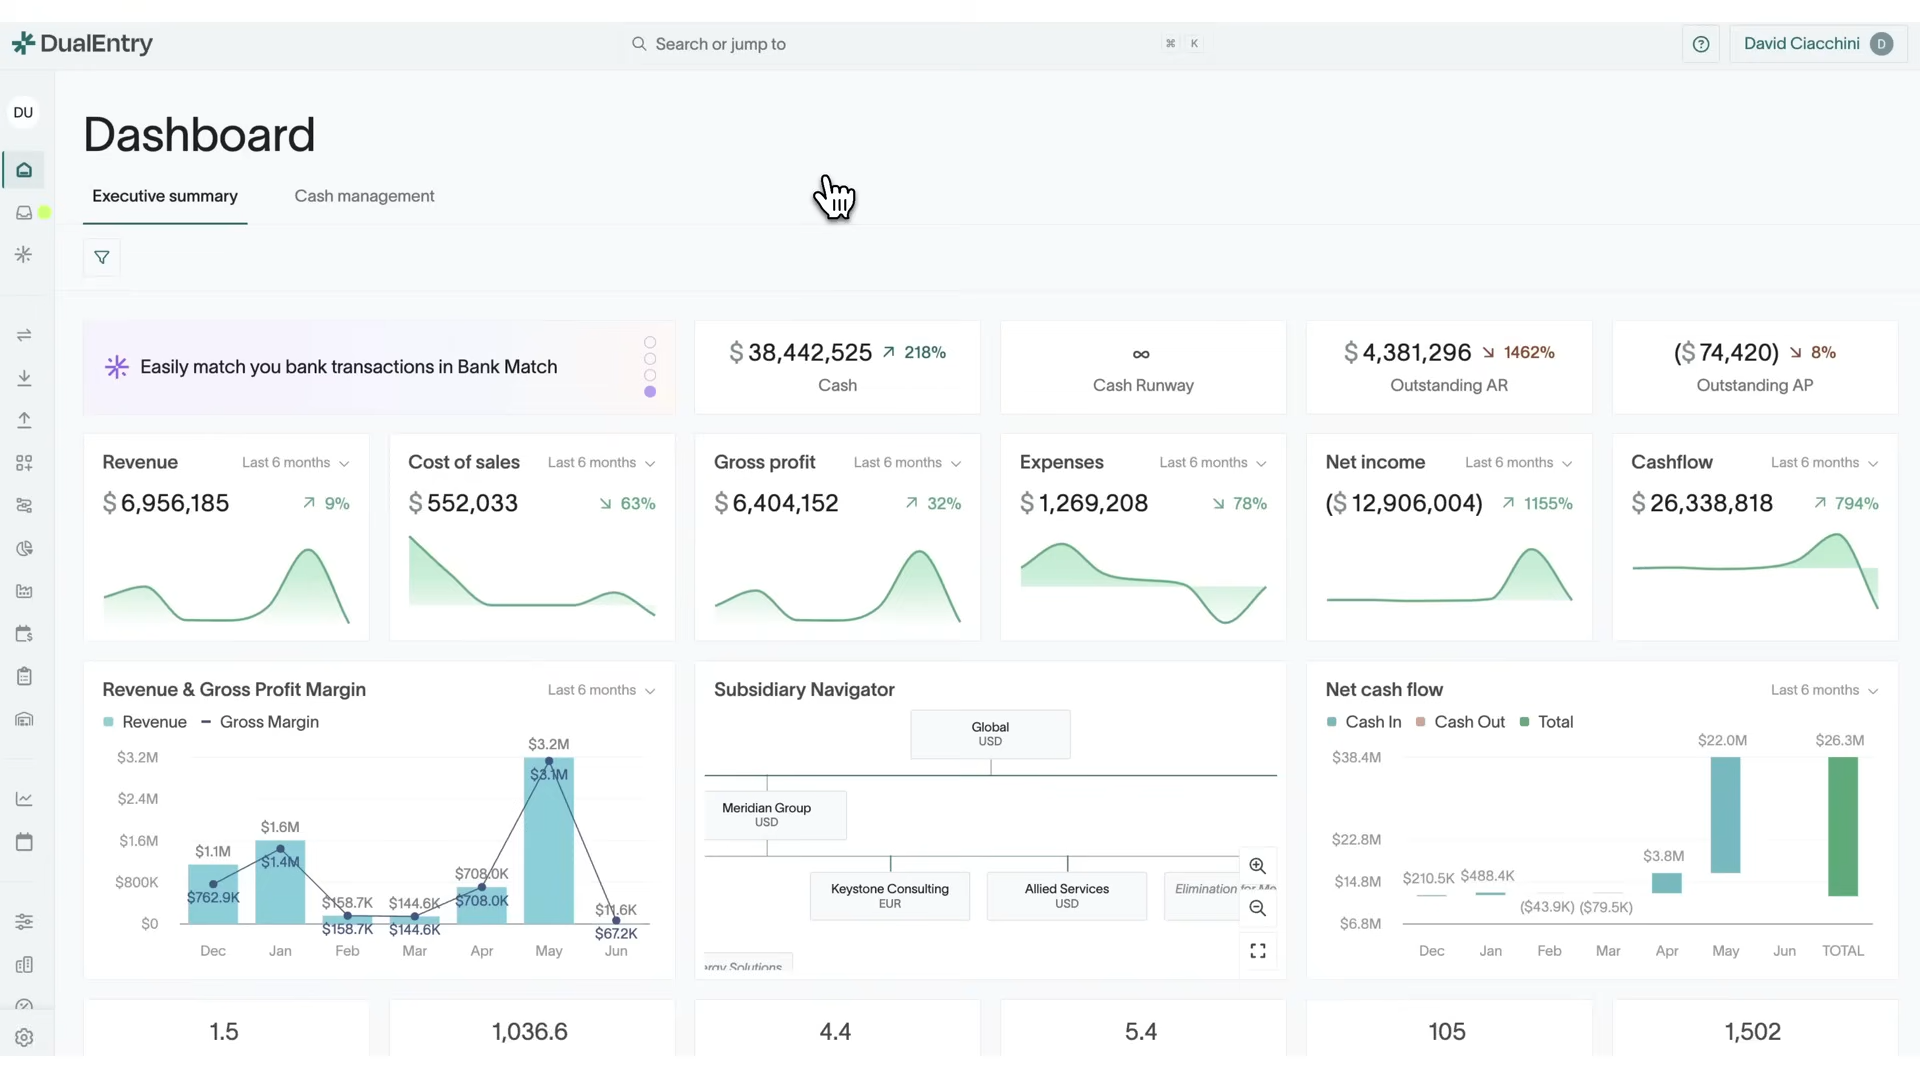 DualEntry
Search or jump to
⌘ K
David Ciacchini D
DU
Dashboard
Executive summary
Cash management
Easily match you bank transactions in Bank Match
$ 38,442,525 218%
Cash
∞
Cash Runway
$ 4,381,296 1462%
Outstanding AR
($ 74,420) 8%
Outstanding AP
Revenue Last 6 months
$ 6,956,185 9%
Cost of sales Last 6 months
$ 552,033 63%
Gross profit Last 6 months
$ 6,404,152 32%
Expenses Last 6 months
$ 1,269,208 78%
Net income Last 6 months
($ 12,906,004) 1155%
Cashflow Last 6 months
$ 26,338,818 794%
Revenue & Gross Profit Margin Last 6 months
Revenue Gross Margin
$3.2M
$3.2M
$3.1M
$2.4M
$1.6M
$1.6M
$1.1M
$1.4M
$800K
$762.9K
$158.7K
$144.6K
$708.0K
$708.0K
$11.6K
$0
$158.7K
$144.6K
$67.2K
Dec Jan Feb Mar Apr May Jun
Subsidiary Navigator
Global
USD
Meridian Group
USD
Keystone Consulting
EUR
Allied Services
USD
Elimination for Me
ergy Solutions
Net cash flow Last 6 months
Cash In Cash Out Total
$22.0M $26.3M
$38.4M
$22.8M
$3.8M
$14.8M
$210.5K $488.4K
($43.9K) ($79.5K)
$6.8M
Dec Jan Feb Mar Apr May Jun TOTAL
1.5
1,036.6
4.4
5.4
105
1,502